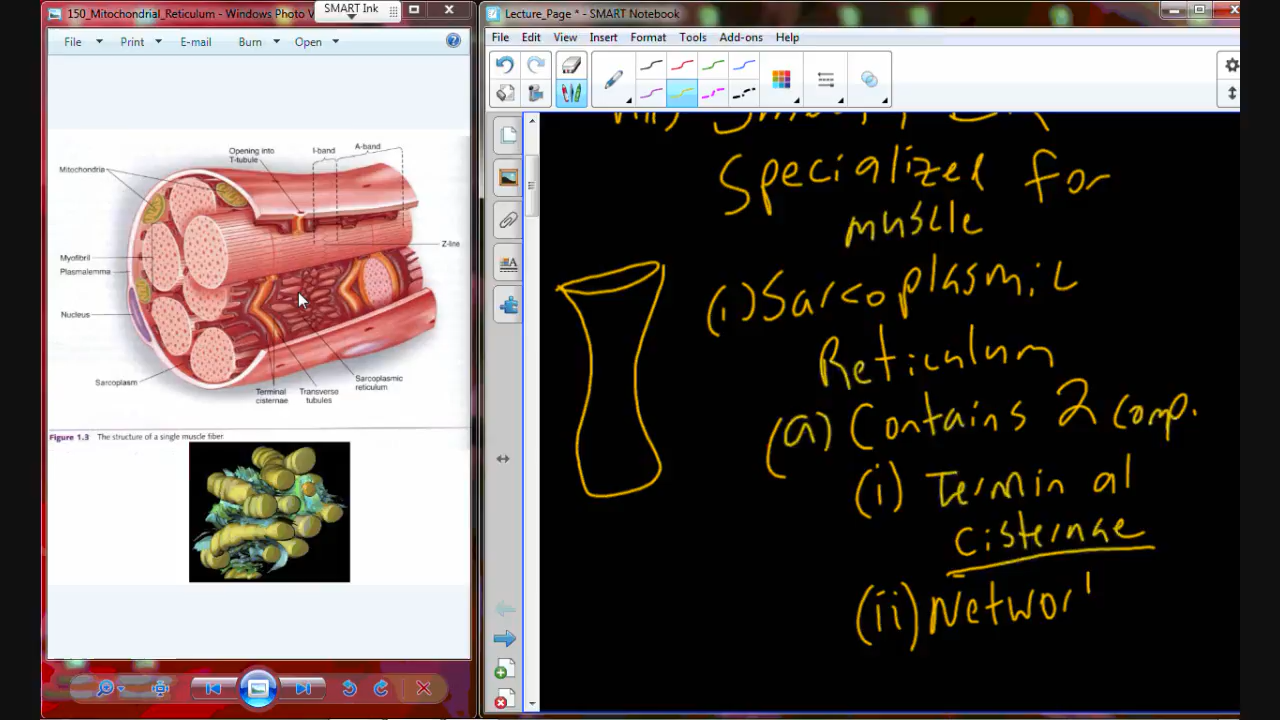 150_Mitochondrial_Reticulum - Windows Photo V
SMART Ink
File Print E-mail Burn Open
Opening into
T-tubule
I-band
A-band
Mitochondria
Z-line
Myofibril
Plasmalemma
Nucleus
Sarcoplasm
Terminal
cisternae
Transverse
tubules
Sarcoplasmic
reticulum
Figure 1.3 The structure of a single muscle fiber.
Lecture_Page * - SMART Notebook
File Edit View Insert Format Tools Add-ons Help
Specialized for
muscle
(i) Sarcoplasmic
Reticulum
(a) Contains 2 comp.
(i) Terminal
cisternae
(ii) Networ